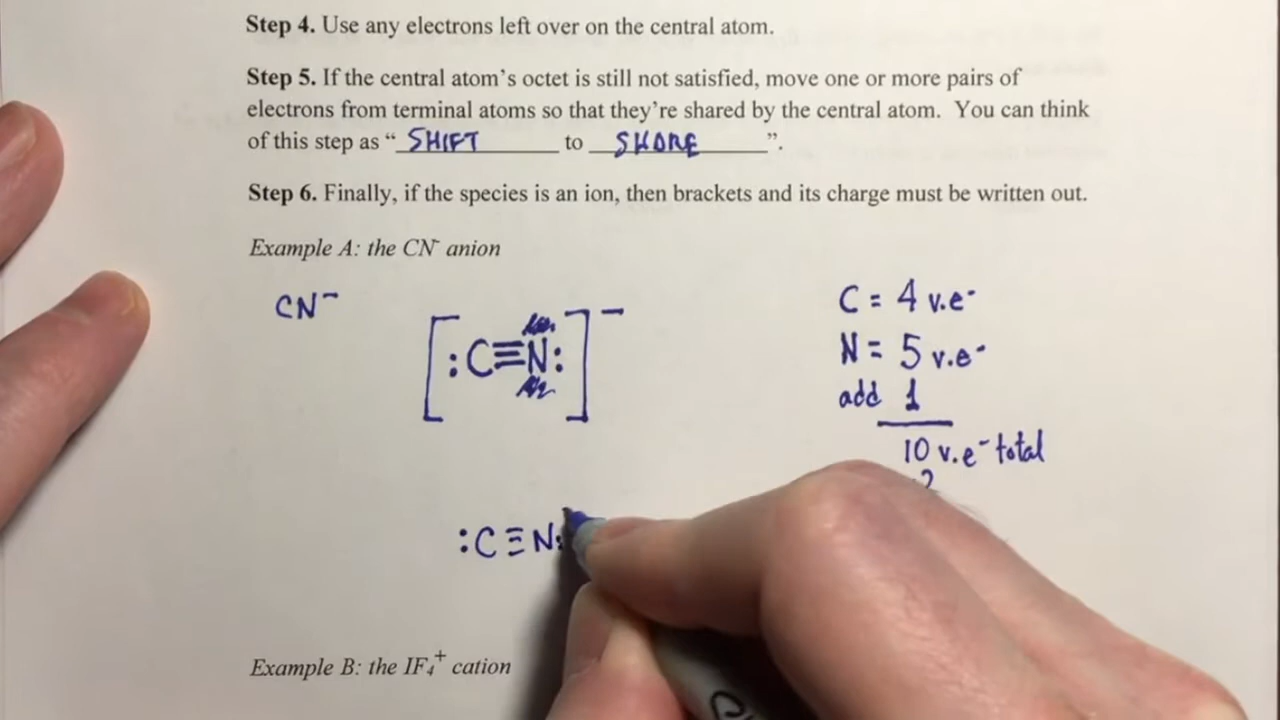 Step 4. Use any electrons left over on the central atom.
Step 5. If the central atom's octet is still not satisfied, move one or more pairs of
electrons from terminal atoms so that they're shared by the central atom. You can think
of this step as “ SHIFT to SHARE ”.
Step 6. Finally, if the species is an ion, then brackets and its charge must be written out.
Example A: the CN⁻ anion
CN⁻
[:C≡N:]⁻
C = 4 v.e⁻
N = 5 v.e⁻
add 1
10 v.e⁻ total
:C≡N:
Example B: the IF₄⁺ cation